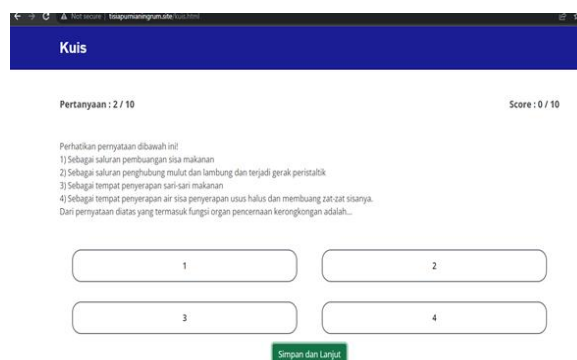 Not secure | tisiapurnianingrum.site/kuis.html
Kuis
Pertanyaan : 2 / 10
Score : 0 / 10
Perhatikan pernyataan dibawah ini!
1) Sebagai saluran pembuangan sisa makanan
2) Sebagai saluran penghubung mulut dan lambung dan terjadi gerak peristaltik
3) Sebagai tempat penyerapan sari-sari makanan
4) Sebagai tempat penyerapan air sisa penyerapan usus halus dan membuang zat-zat sisanya.
Dari pernyataan diatas yang termasuk fungsi organ pencernaan kerongkongan adalah...
1
2
3
4
Simpan dan Lanjut